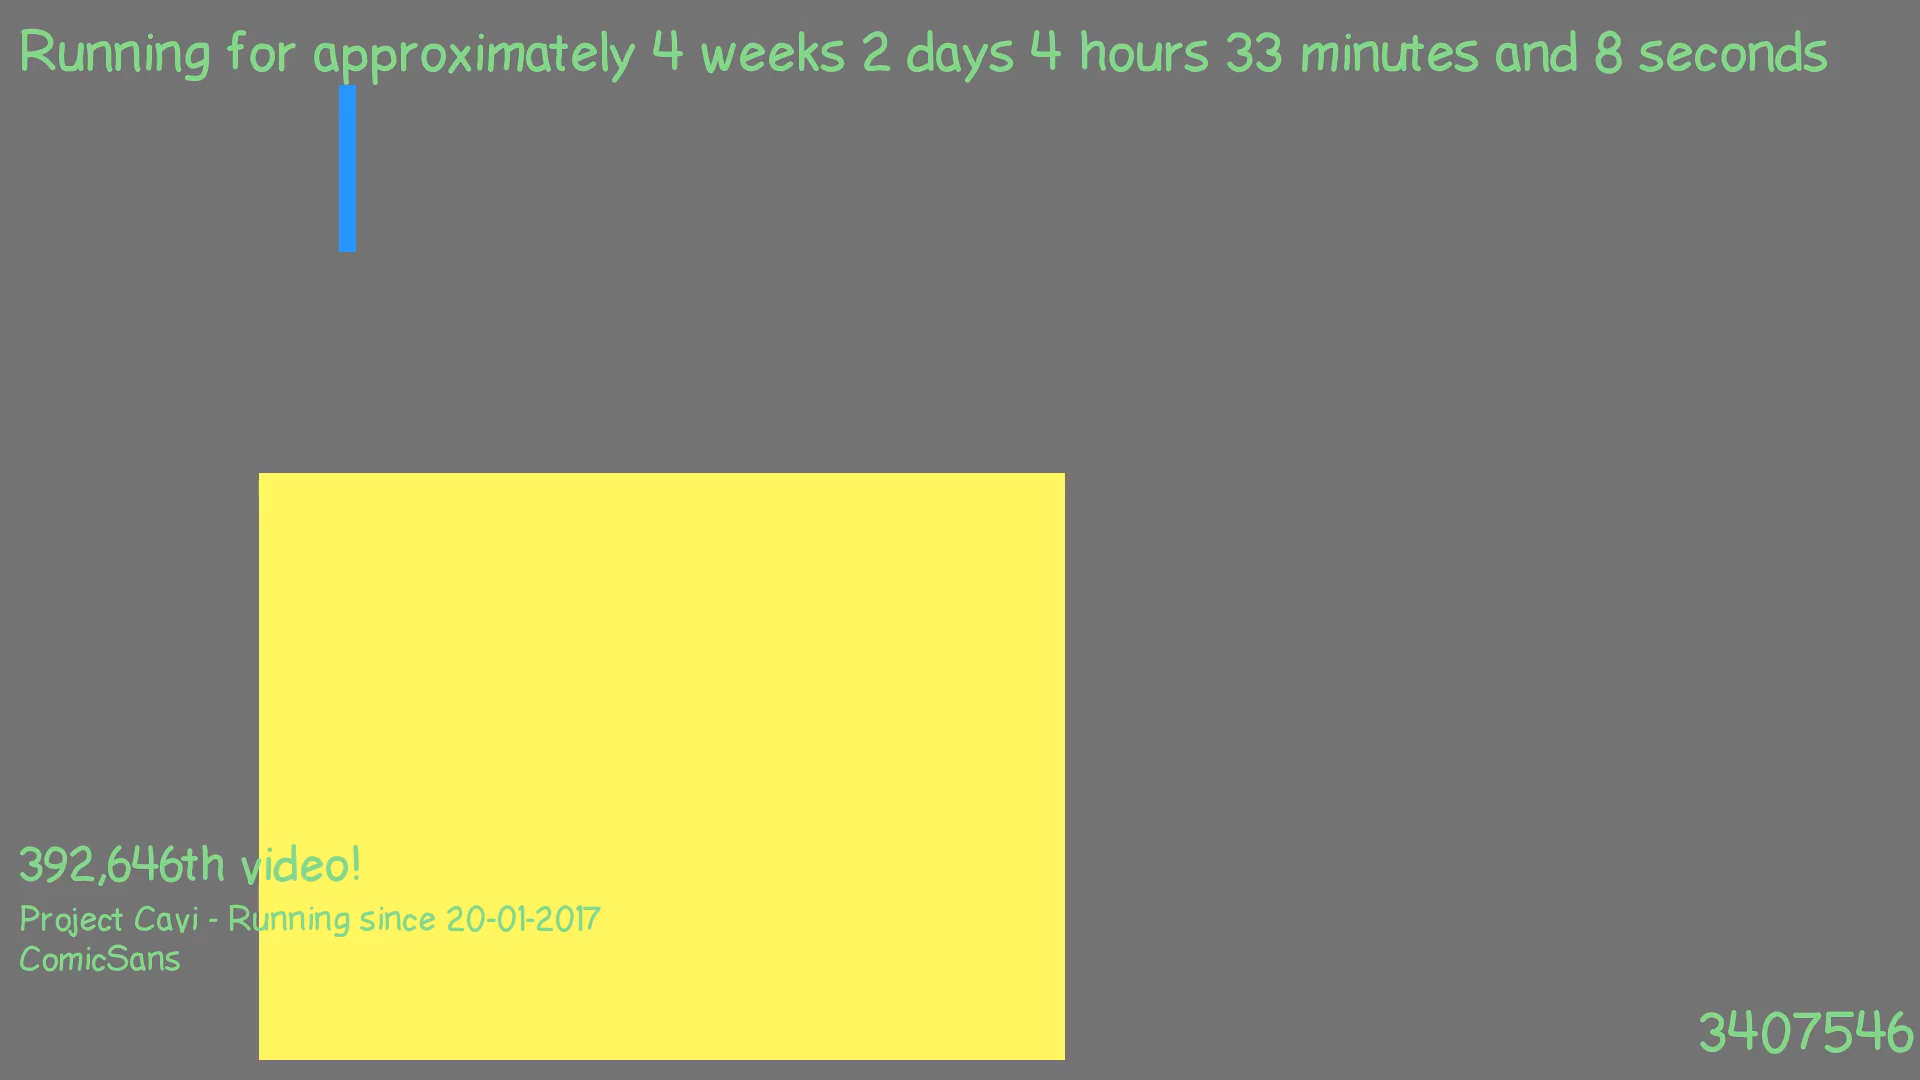 Running for approximately 4 weeks 2 days 4 hours 33 minutes and 8 seconds
392,646th video!
Project Cavi - Running since 20-01-2017
ComicSans
3407546